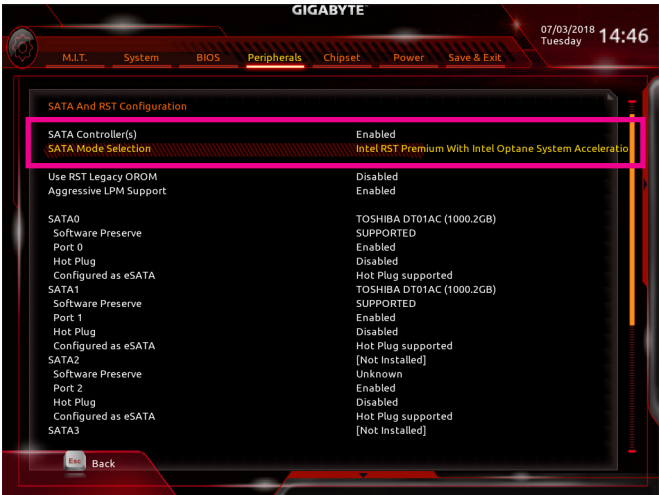 GIGABYTE™
07/03/2018 14:46
Tuesday
M.I.T. System BIOS Peripherals Chipset Power Save & Exit
SATA And RST Configuration
SATA Controller(s) Enabled
SATA Mode Selection Intel RST Premium With Intel Optane System Acceleratio
Use RST Legacy OROM Disabled
Aggressive LPM Support Enabled
SATA0 TOSHIBA DT01AC (1000.2GB)
Software Preserve SUPPORTED
Port 0 Enabled
Hot Plug Disabled
Configured as eSATA Hot Plug supported
SATA1 TOSHIBA DT01AC (1000.2GB)
Software Preserve SUPPORTED
Port 1 Enabled
Hot Plug Disabled
Configured as eSATA Hot Plug supported
SATA2 [Not Installed]
Software Preserve Unknown
Port 2 Enabled
Hot Plug Disabled
Configured as eSATA Hot Plug supported
SATA3 [Not Installed]
Esc Back